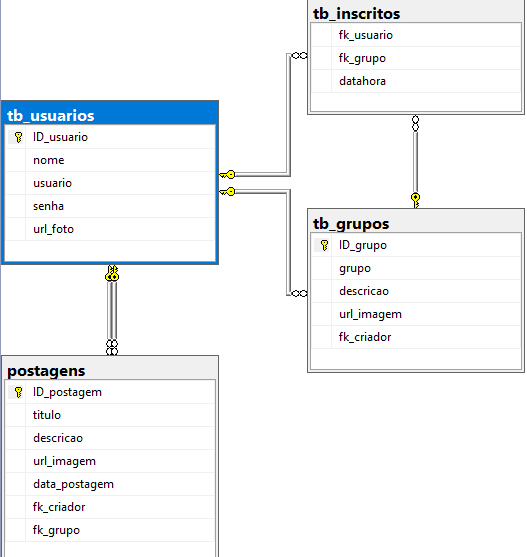 tb_inscritos
fk_usuario
fk_grupo
datahora
tb_usuarios
ID_usuario
nome
usuario
senha
url_foto
tb_grupos
ID_grupo
grupo
descricao
url_imagem
fk_criador
postagens
ID_postagem
titulo
descricao
url_imagem
data_postagem
fk_criador
fk_grupo